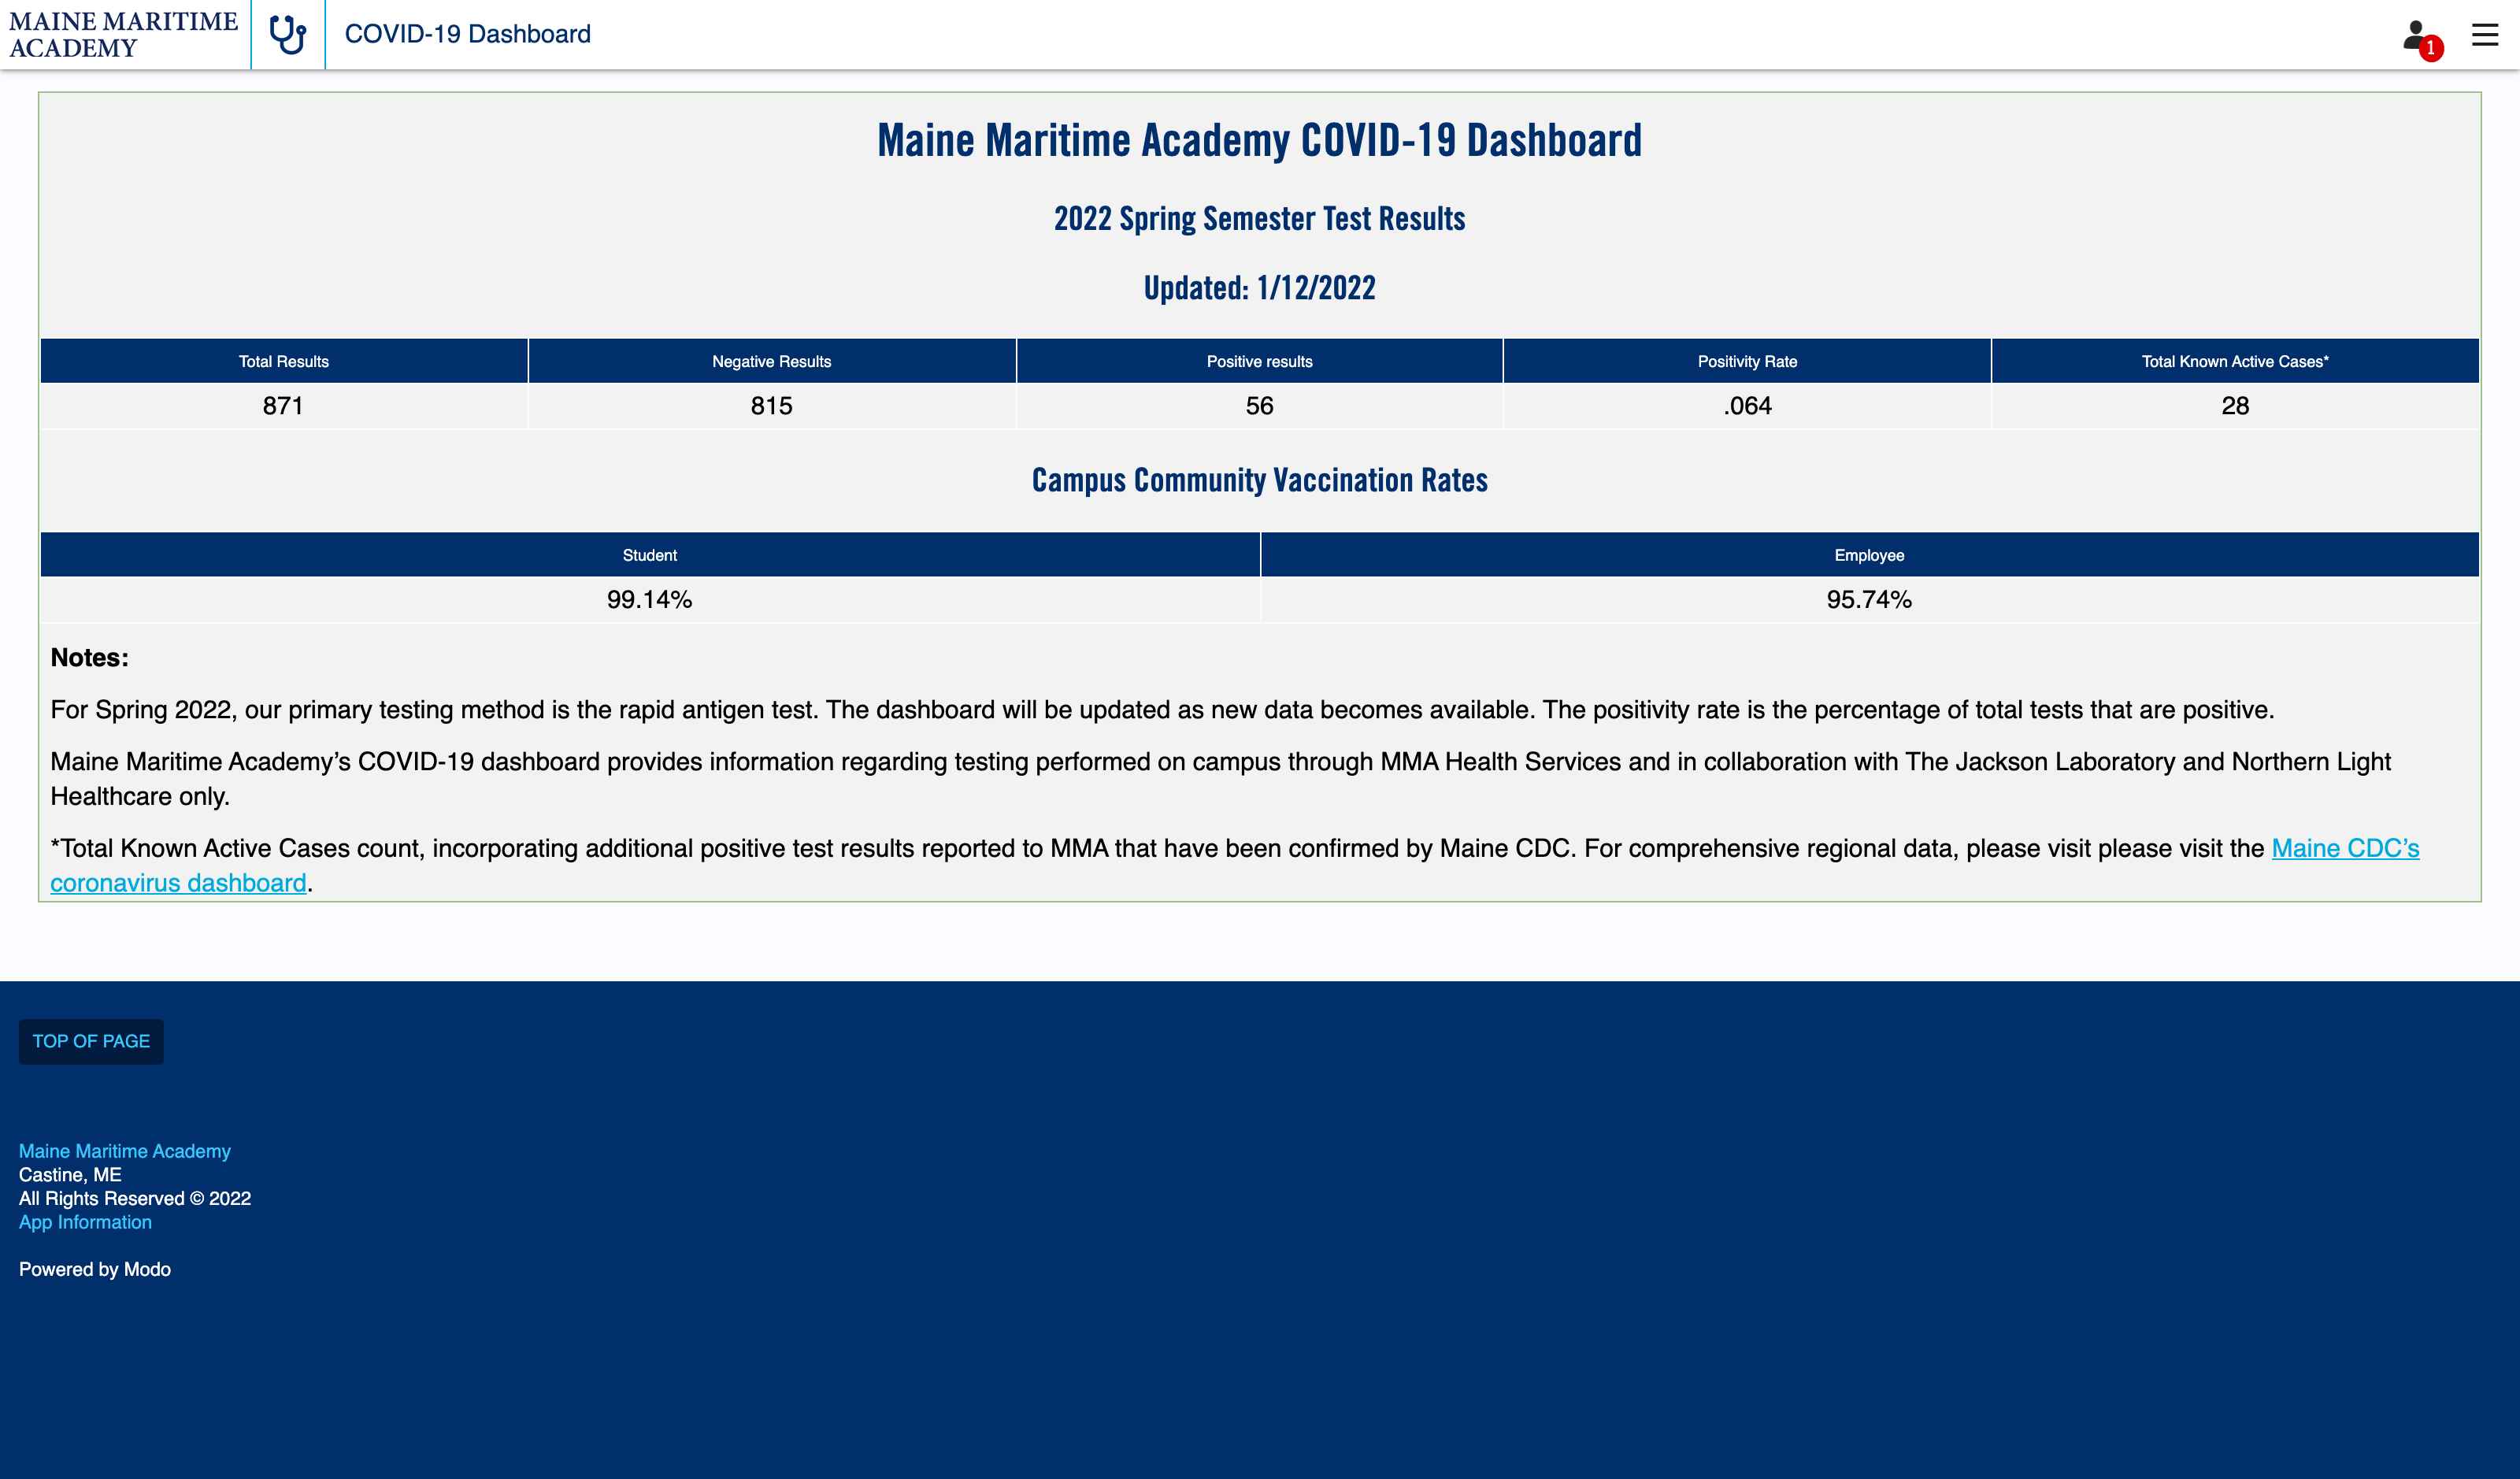 MAINE MARITIME
ACADEMY
COVID-19 Dashboard
1
Maine Maritime Academy COVID-19 Dashboard
2022 Spring Semester Test Results
Updated: 1/12/2022
Total Results Negative Results Positive results Positivity Rate Total Known Active Cases*
871 815 56 .064 28
Campus Community Vaccination Rates
Student Employee
99.14% 95.74%
Notes:
For Spring 2022, our primary testing method is the rapid antigen test. The dashboard will be updated as new data becomes available. The positivity rate is the percentage of total tests that are positive.
Maine Maritime Academy’s COVID-19 dashboard provides information regarding testing performed on campus through MMA Health Services and in collaboration with The Jackson Laboratory and Northern Light
Healthcare only.
*Total Known Active Cases count, incorporating additional positive test results reported to MMA that have been confirmed by Maine CDC. For comprehensive regional data, please visit please visit the Maine CDC’s
coronavirus dashboard.
TOP OF PAGE
Maine Maritime Academy
Castine, ME
All Rights Reserved © 2022
App Information
Powered by Modo